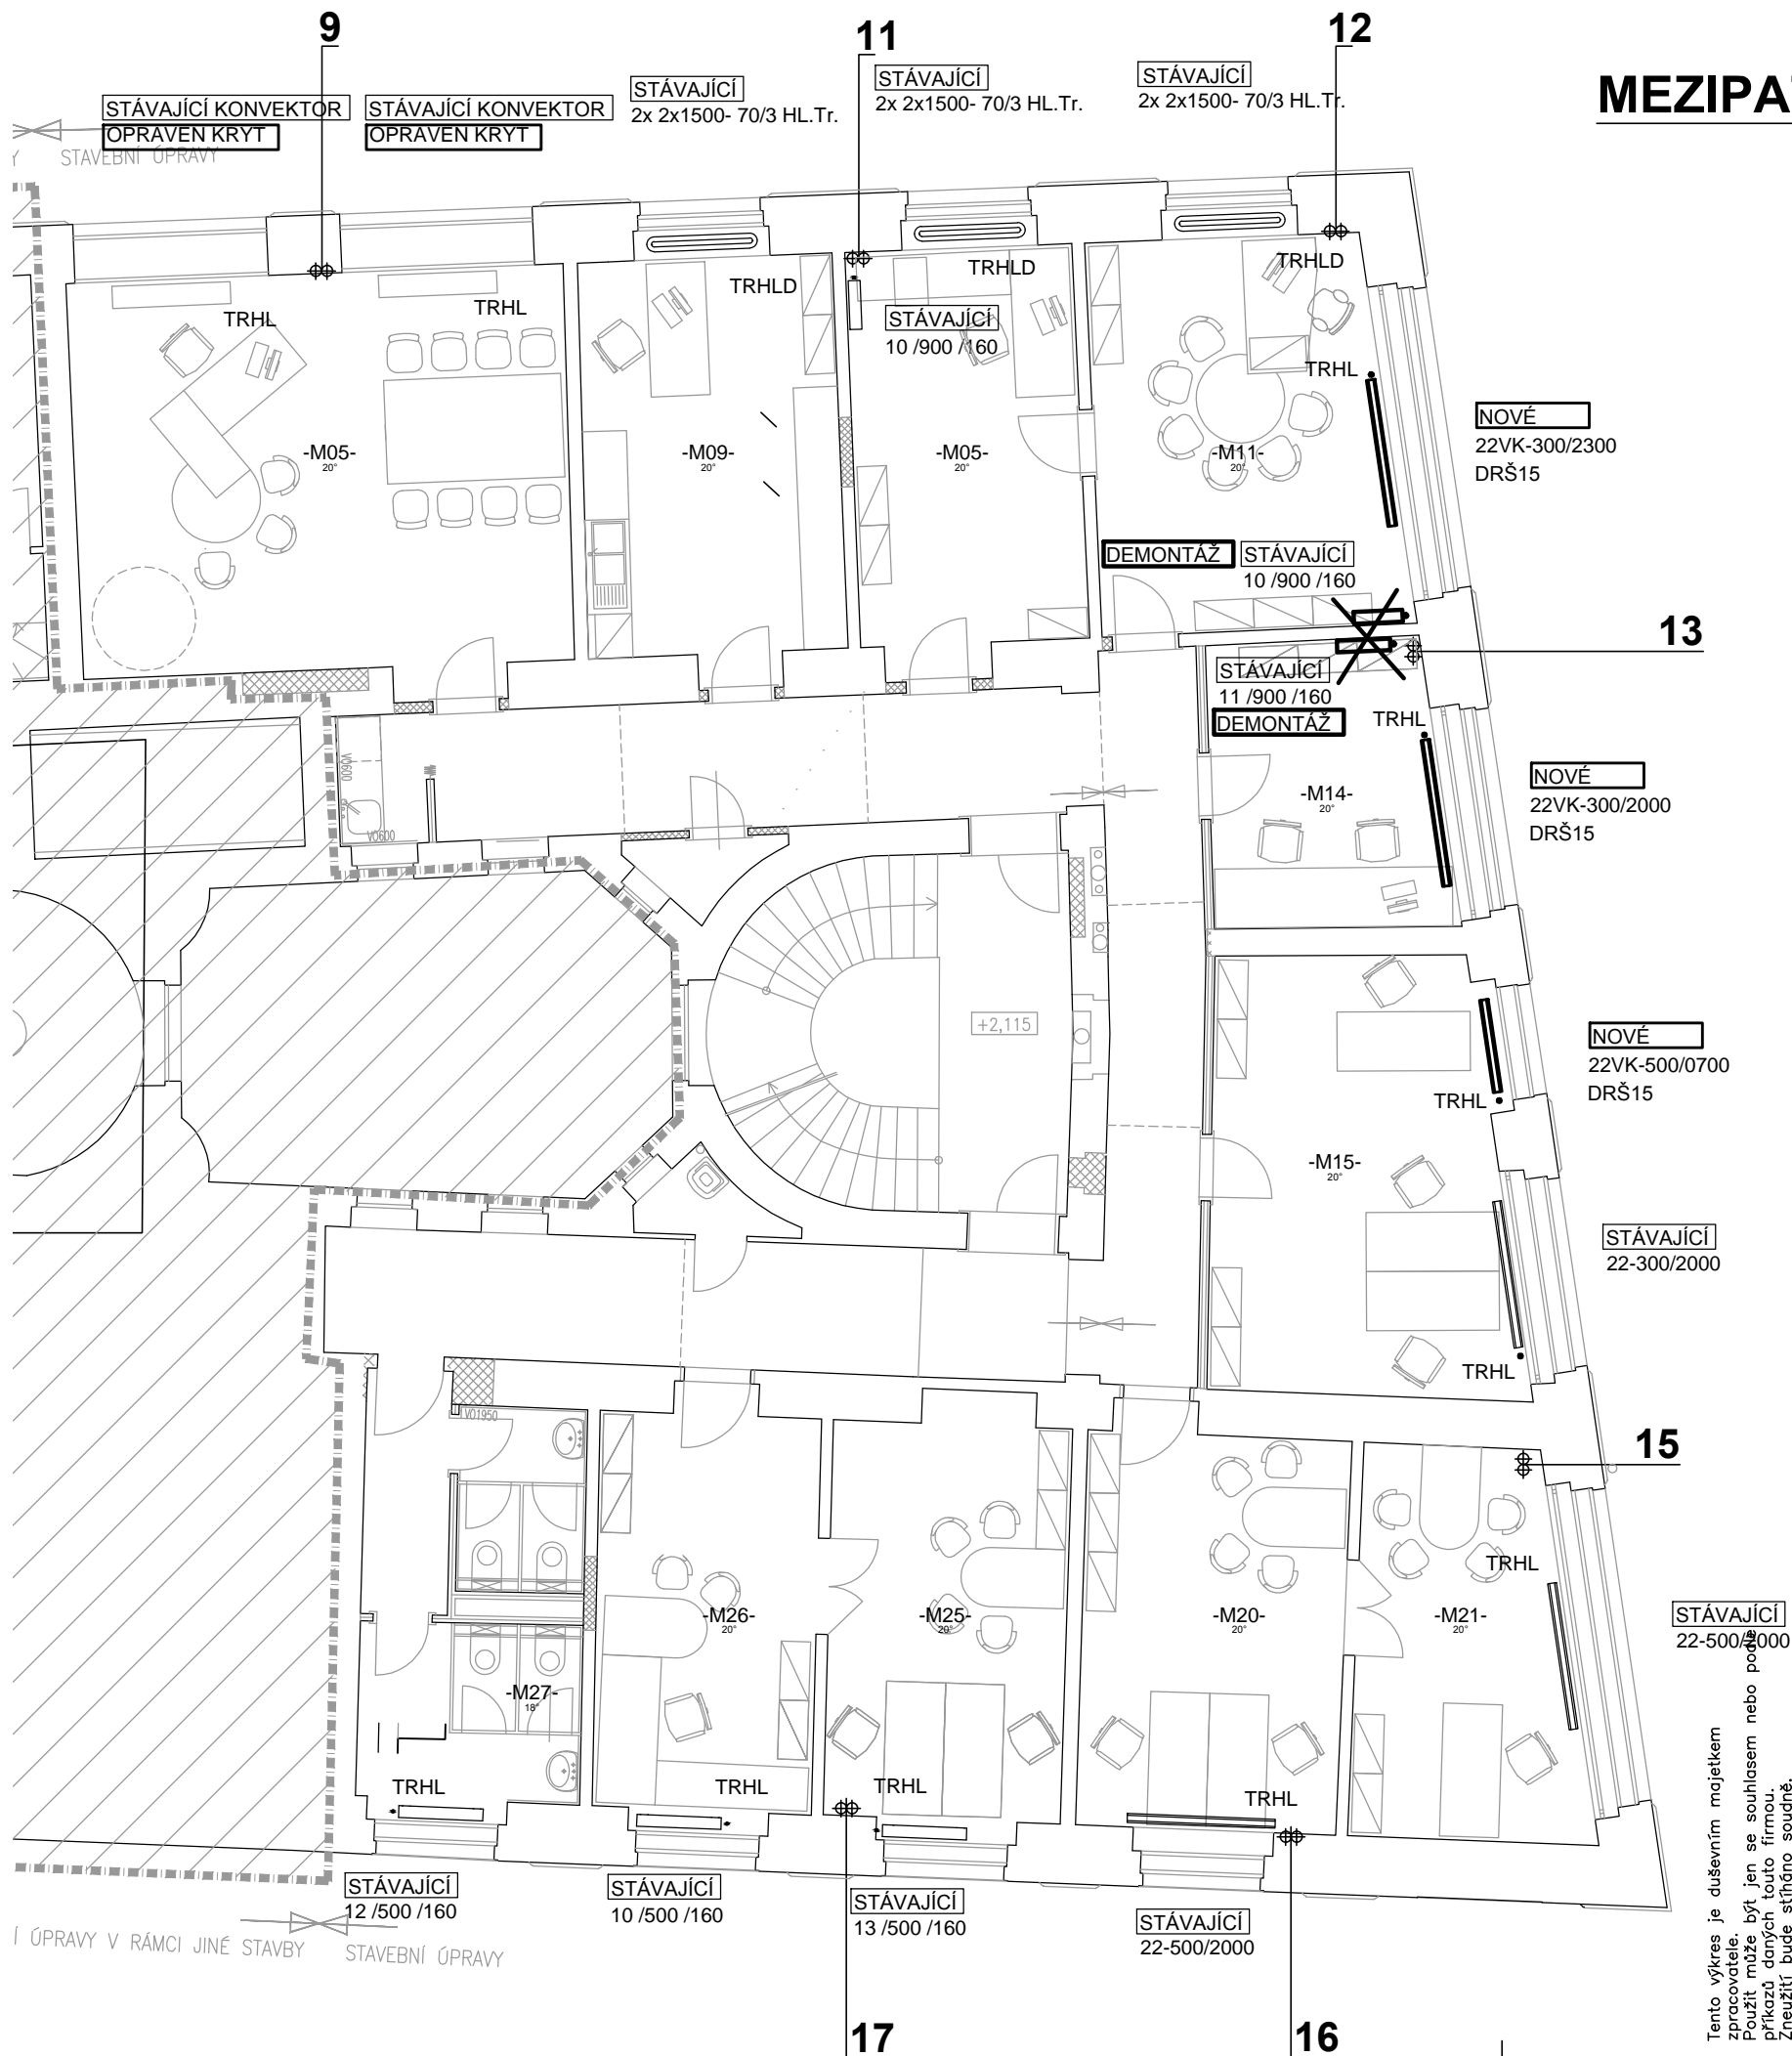 9
11
12
MEZIPA
STÁVAJÍCÍ KONVEKTOR
OPRAVEN KRYT
STÁVAJÍCÍ KONVEKTOR
OPRAVEN KRYT
STÁVAJÍCÍ
2x 2x1500- 70/3 HL.Tr.
STÁVAJÍCÍ
2x 2x1500- 70/3 HL.Tr.
STÁVAJÍCÍ
2x 2x1500- 70/3 HL.Tr.
Y STAVEBNÍ ÚPRAVY
TRHL
TRHL
TRHLD
TRHLD
TRHLD
STÁVAJÍCÍ
10 /900 /160
TRHL
NOVÉ
22VK-300/2300
DRŠ15
-M05-
20°
-M09-
20°
-M05-
20°
-M11-
20°
DEMONTÁŽ
STÁVAJÍCÍ
10 /900 /160
13
STÁVAJÍCÍ
11 /900 /160
DEMONTÁŽ
TRHL
VO600
VO600
-M14-
20°
NOVÉ
22VK-300/2000
DRŠ15
+2,115
NOVÉ
22VK-500/0700
DRŠ15
TRHL
-M15-
20°
STÁVAJÍCÍ
22-300/2000
TRHL
VO1950
15
TRHL
-M26-
20°
-M25-
20°
-M20-
20°
-M21-
20°
STÁVAJÍCÍ
22-500/2000
-M27-
18°
TRHL
TRHL
TRHL
TRHL
STÁVAJÍCÍ
12 /500 /160
STÁVAJÍCÍ
10 /500 /160
STÁVAJÍCÍ
13 /500 /160
STÁVAJÍCÍ
22-500/2000
Í ÚPRAVY V RÁMCI JINÉ STAVBY
STAVEBNÍ ÚPRAVY
17
16
Tento výkres je duševním majetkem
zpracovatele.
Použit může být jen se souhlasem nebo podle
příkazů daných touto firmou.
Zneužití bude stíháno soudně.